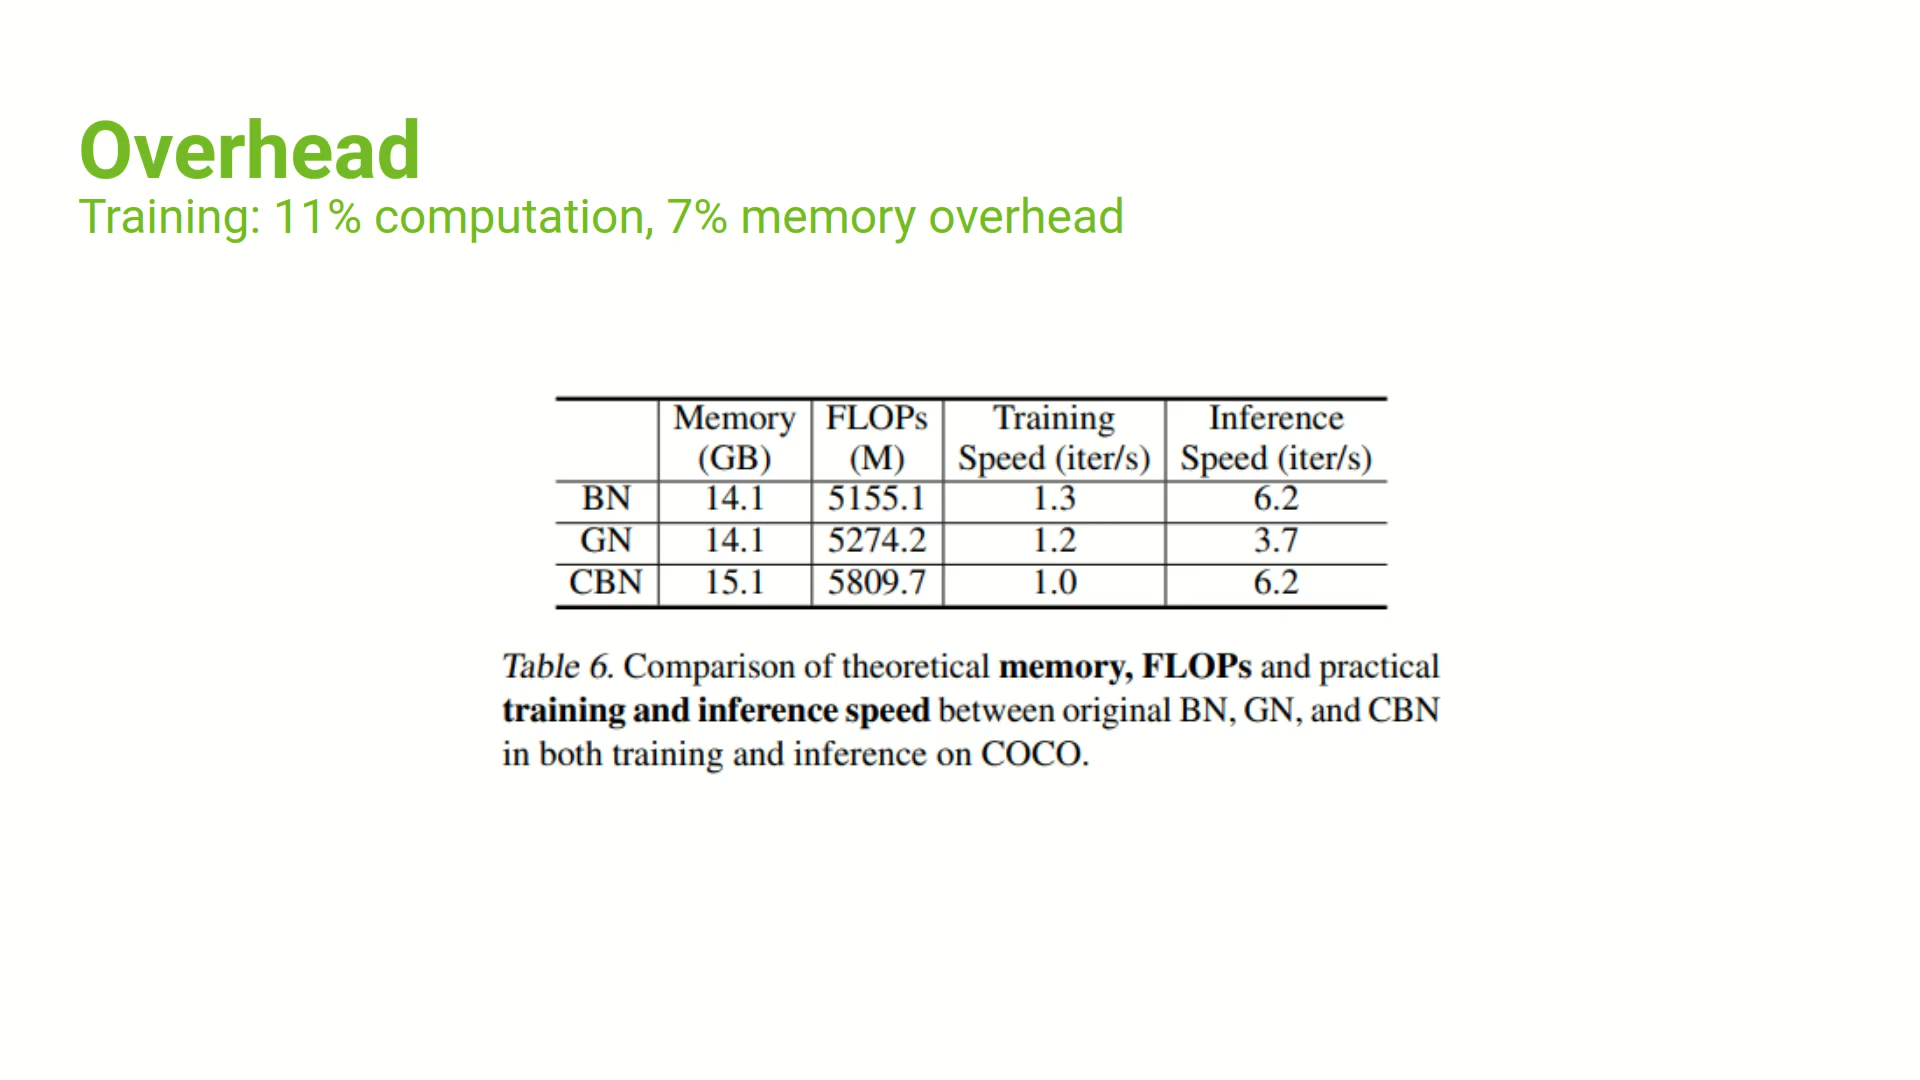 Overhead
Training: 11% computation, 7% memory overhead
Memory (GB) FLOPs (M) Training Speed (iter/s) Inference Speed (iter/s)
BN 14.1 5155.1 1.3 6.2
GN 14.1 5274.2 1.2 3.7
CBN 15.1 5809.7 1.0 6.2
Table 6. Comparison of theoretical memory, FLOPs and practical
training and inference speed between original BN, GN, and CBN
in both training and inference on COCO.